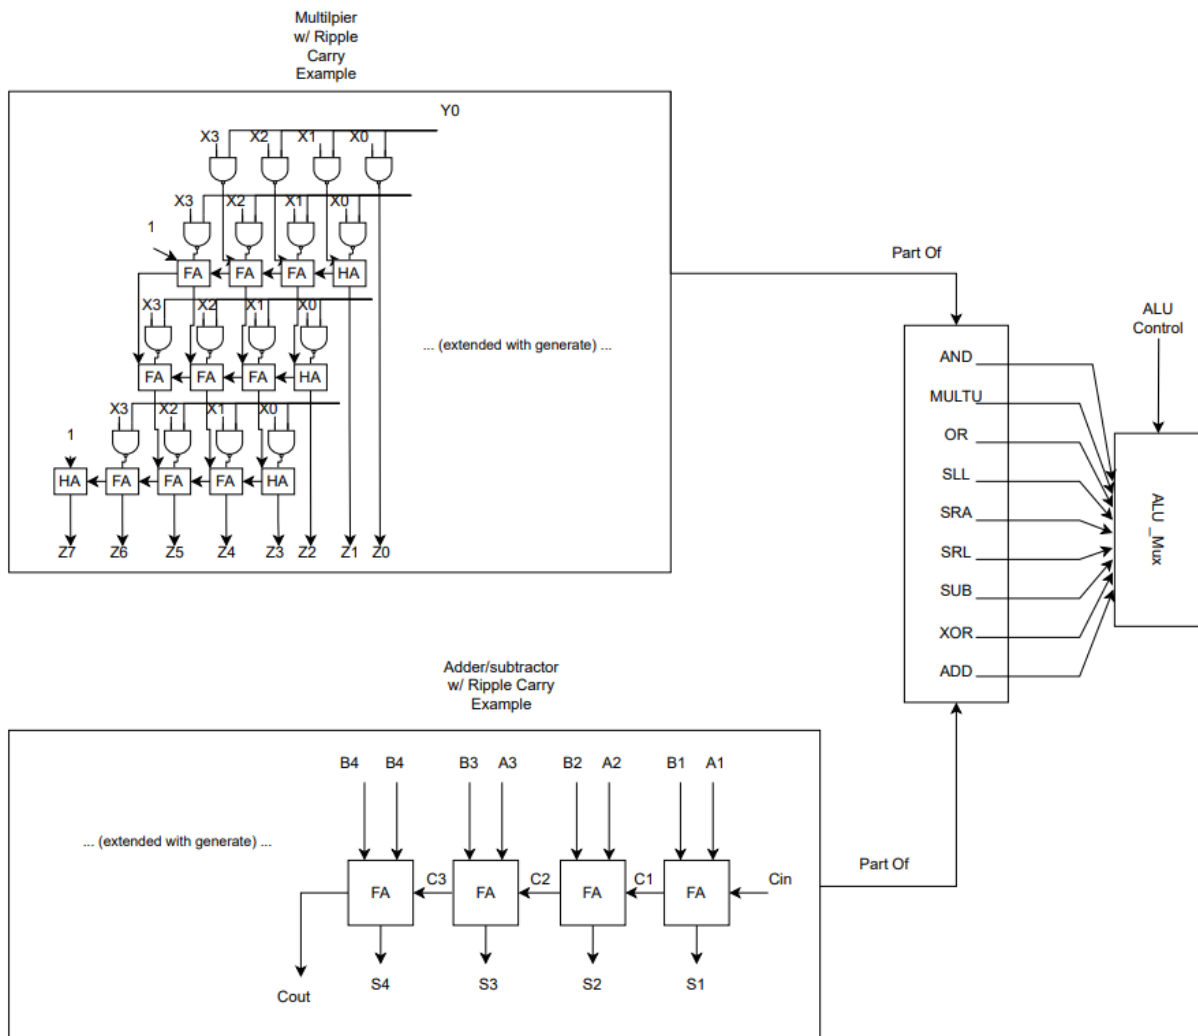 Multilpier
w/ Ripple
Carry
Example
Y0
X3 X2 X1 X0
X3 X2 X1 X0
1
FA FA FA HA
X3 X2 X1 X0
FA FA FA HA
X3 X2 X1 X0
1
HA FA FA FA HA
Z7 Z6 Z5 Z4 Z3 Z2 Z1 Z0
... (extended with generate) ...
Part Of
ALU
Control
AND
MULTU
OR
SLL
SRA
SRL
SUB
XOR
ADD
ALU _Mux
Adder/subtractor
w/ Ripple Carry
Example
B4 B4 B3 A3 B2 A2 B1 A1
... (extended with generate) ...
FA C3 FA C2 FA C1 FA Cin
Cout S4 S3 S2 S1
Part Of